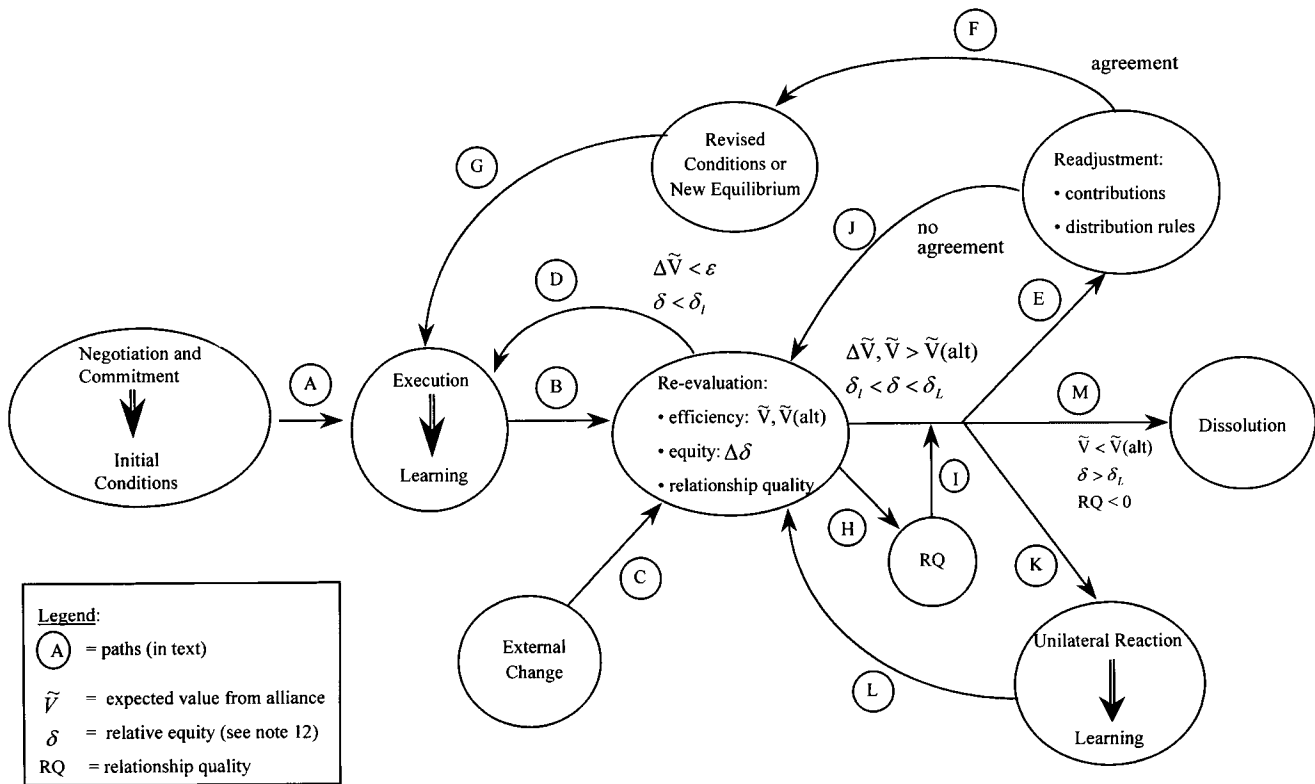 F
agreement
Revised
Conditions or
New Equilibrium
Readjustment:
• contributions
• distribution rules
G
J
no
agreement
D
ΔṼ < ε
δ < δ_l
E
Negotiation and
Commitment
Initial
Conditions
A
Execution
Learning
B
Re-evaluation:
• efficiency: Ṽ, Ṽ(alt)
• equity: Δδ
• relationship quality
ΔṼ, Ṽ > Ṽ(alt)
δ_l < δ < δ_L
M
Ṽ < Ṽ(alt)
δ > δ_L
RQ < 0
Dissolution
I
H
RQ
K
C
External
Change
L
Unilateral Reaction
Learning
Legend:
A = paths (in text)
Ṽ = expected value from alliance
δ = relative equity (see note 12)
RQ = relationship quality